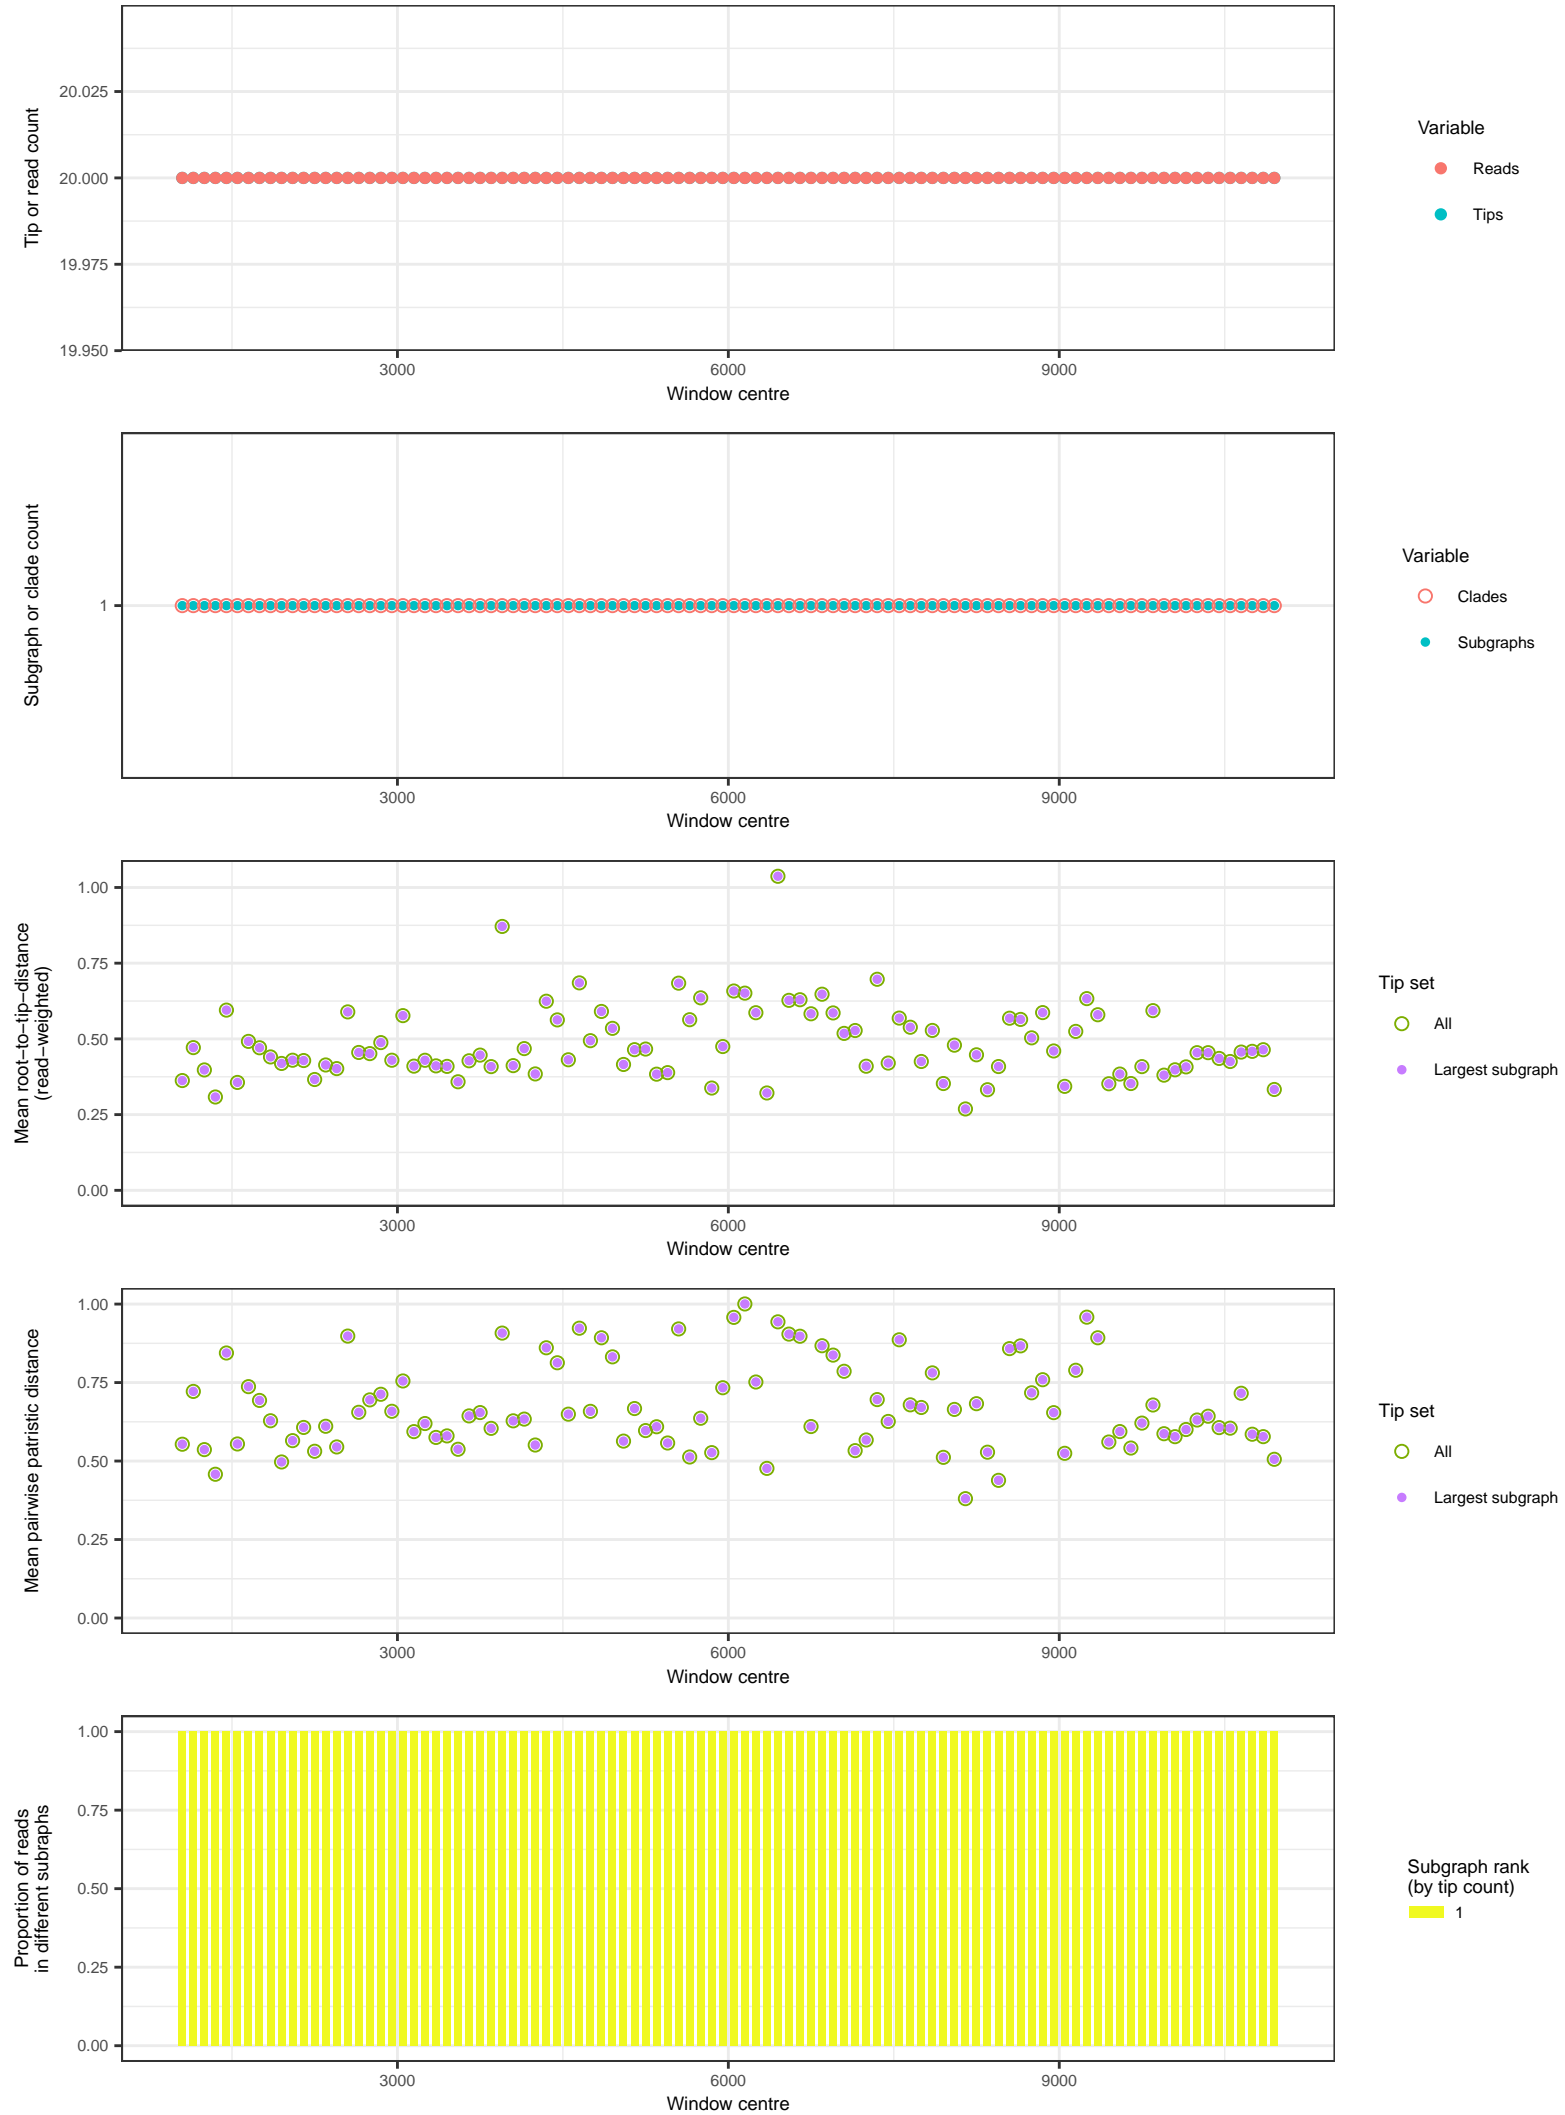 20.025
20.000
19.975
19.950
Tip or read count
3000
6000
9000
Window centre
Variable
Reads
Tips
1
Subgraph or clade count
3000
6000
9000
Window centre
Variable
Clades
Subgraphs
1.00
0.75
0.50
0.25
0.00
Mean root−to−tip−distance
(read−weighted)
3000
6000
9000
Window centre
Tip set
All
Largest subgraph
1.00
0.75
0.50
0.25
0.00
Mean pairwise patristic distance
3000
6000
9000
Window centre
Tip set
All
Largest subgraph
1.00
0.75
0.50
0.25
0.00
Proportion of reads
in different subraphs
3000
6000
9000
Window centre
Subgraph rank
(by tip count)
1